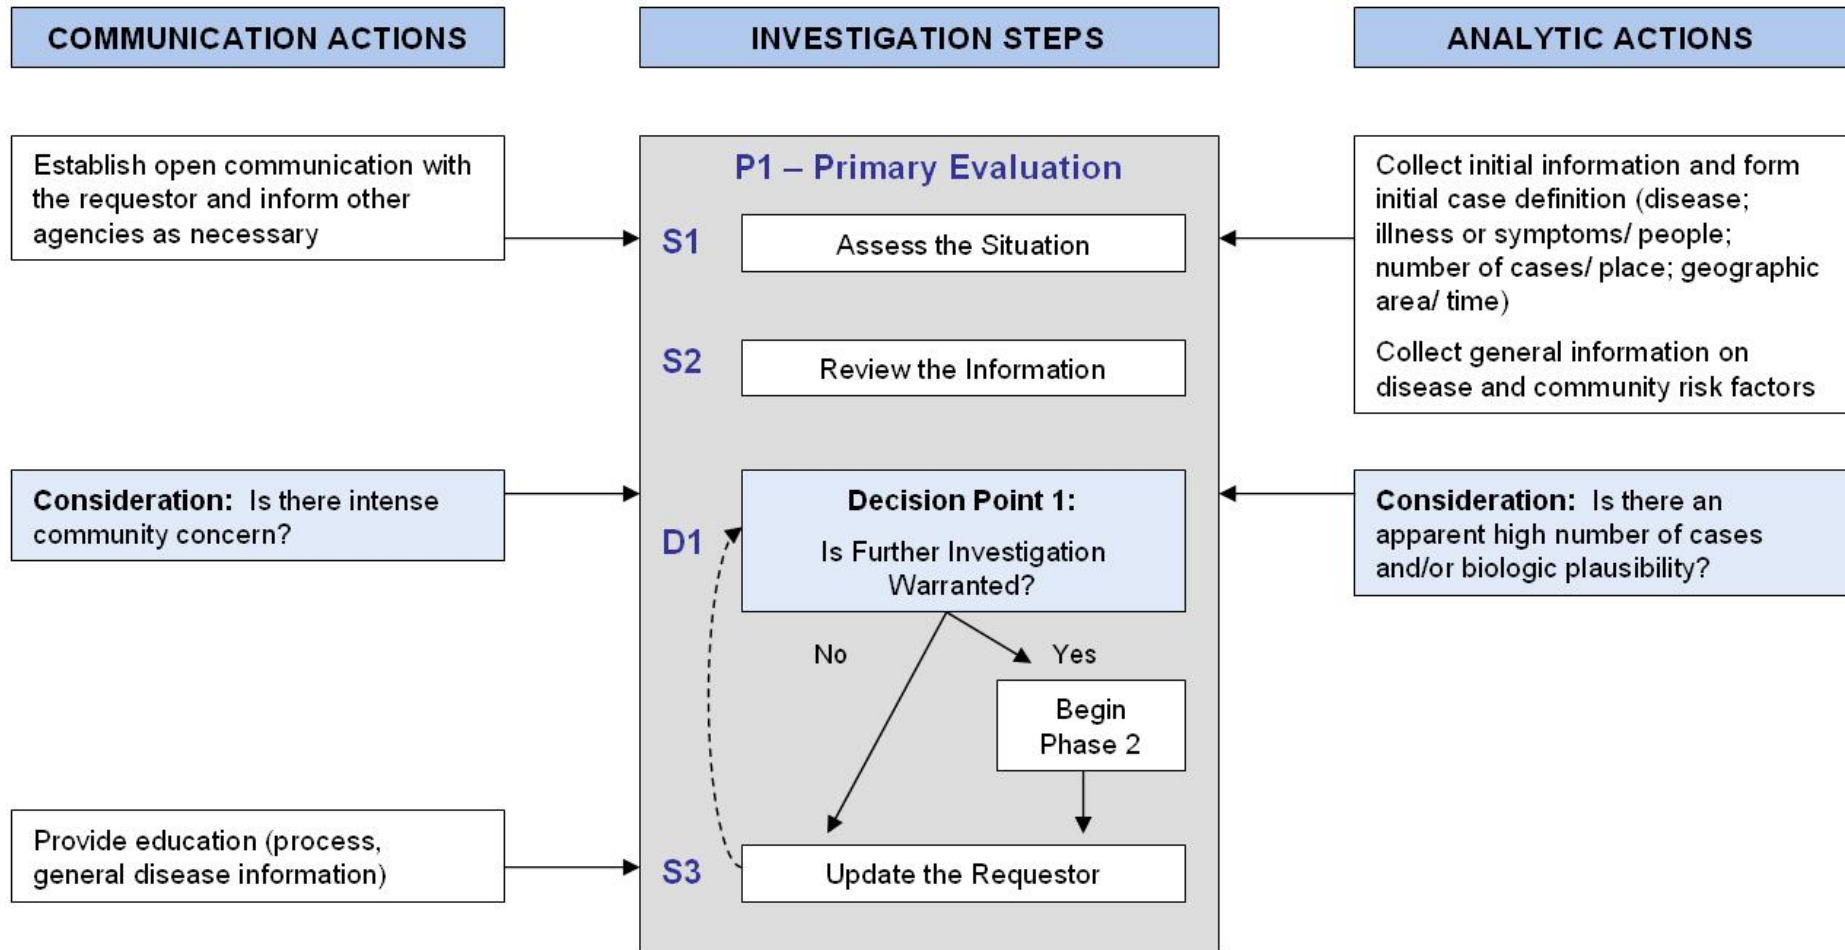 COMMUNICATION ACTIONS
INVESTIGATION STEPS
ANALYTIC ACTIONS
Establish open communication with
the requestor and inform other
agencies as necessary
P1 – Primary Evaluation
S1
Assess the Situation
Collect initial information and form
initial case definition (disease;
illness or symptoms/ people;
number of cases/ place; geographic
area/ time)
Collect general information on
disease and community risk factors
S2
Review the Information
Consideration: Is there intense
community concern?
D1
Decision Point 1:
Is Further Investigation
Warranted?
Consideration: Is there an
apparent high number of cases
and/or biologic plausibility?
No
Yes
Begin
Phase 2
Provide education (process,
general disease information)
S3
Update the Requestor